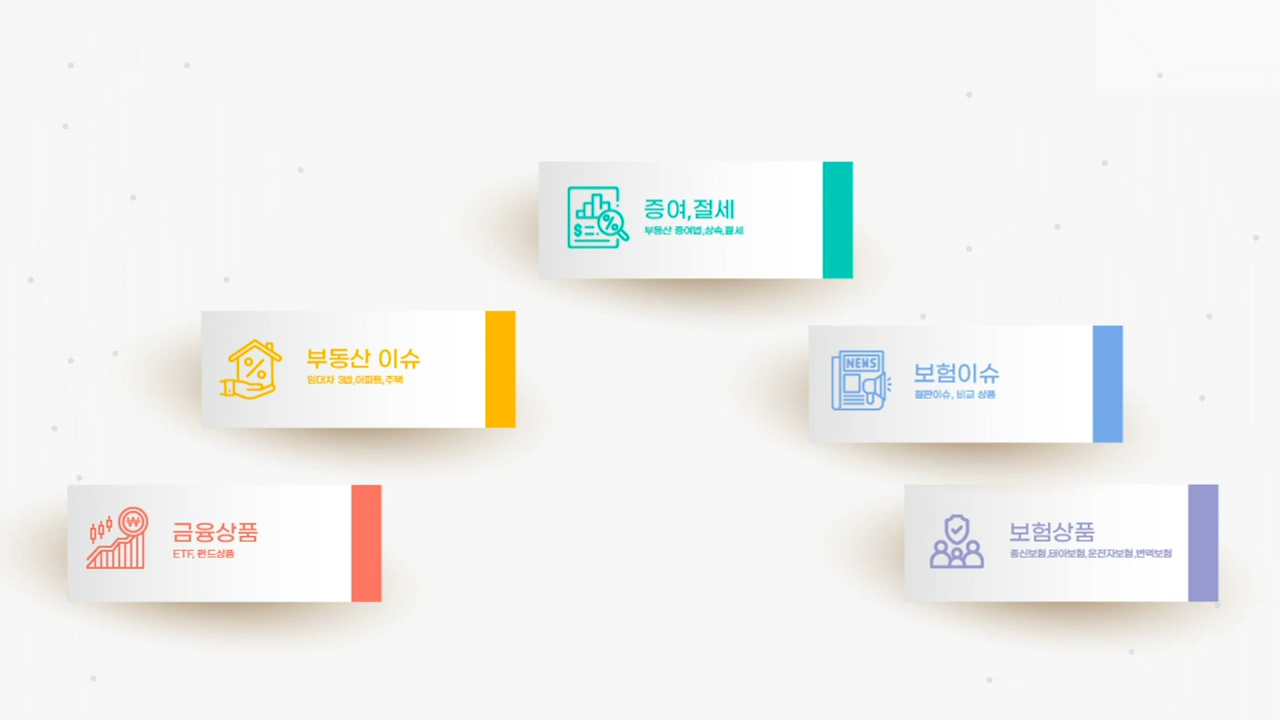 증여,절세
부동산 증여법,상속,절세
부동산 이슈
임대차 3법,아파트,주택
NEWS
보험이슈
결판이슈, 비교 상품
금융상품
ETF, 펀드상품
보험상품
종신보험,태아보험,운전자보험,변액보험